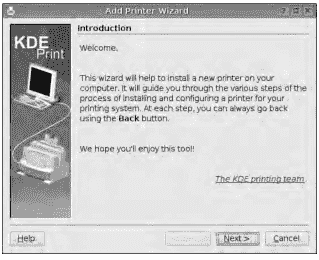 Add Printer Wizard
KDE
Print
Introduction
Welcome,
This wizard will help to install a new printer on your
computer. It will guide you through the various steps of the
process of installing and configuring a printer for your
printing system. At each step, you can always go back
using the Back button.
We hope you'll enjoy this tool!
The KDE printing team.
Help
Next >
Cancel